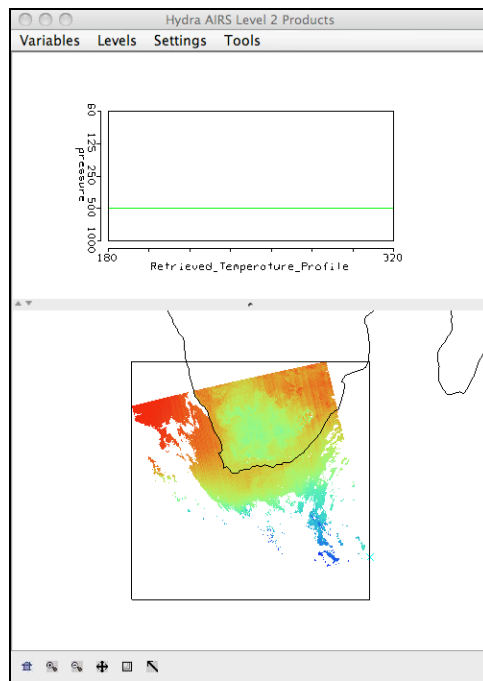 Hydra AIRS Level 2 Products
Variables Levels Settings Tools
60
125
250
500
1000
pressure
180 320
Retrieved_Temperature_Profile